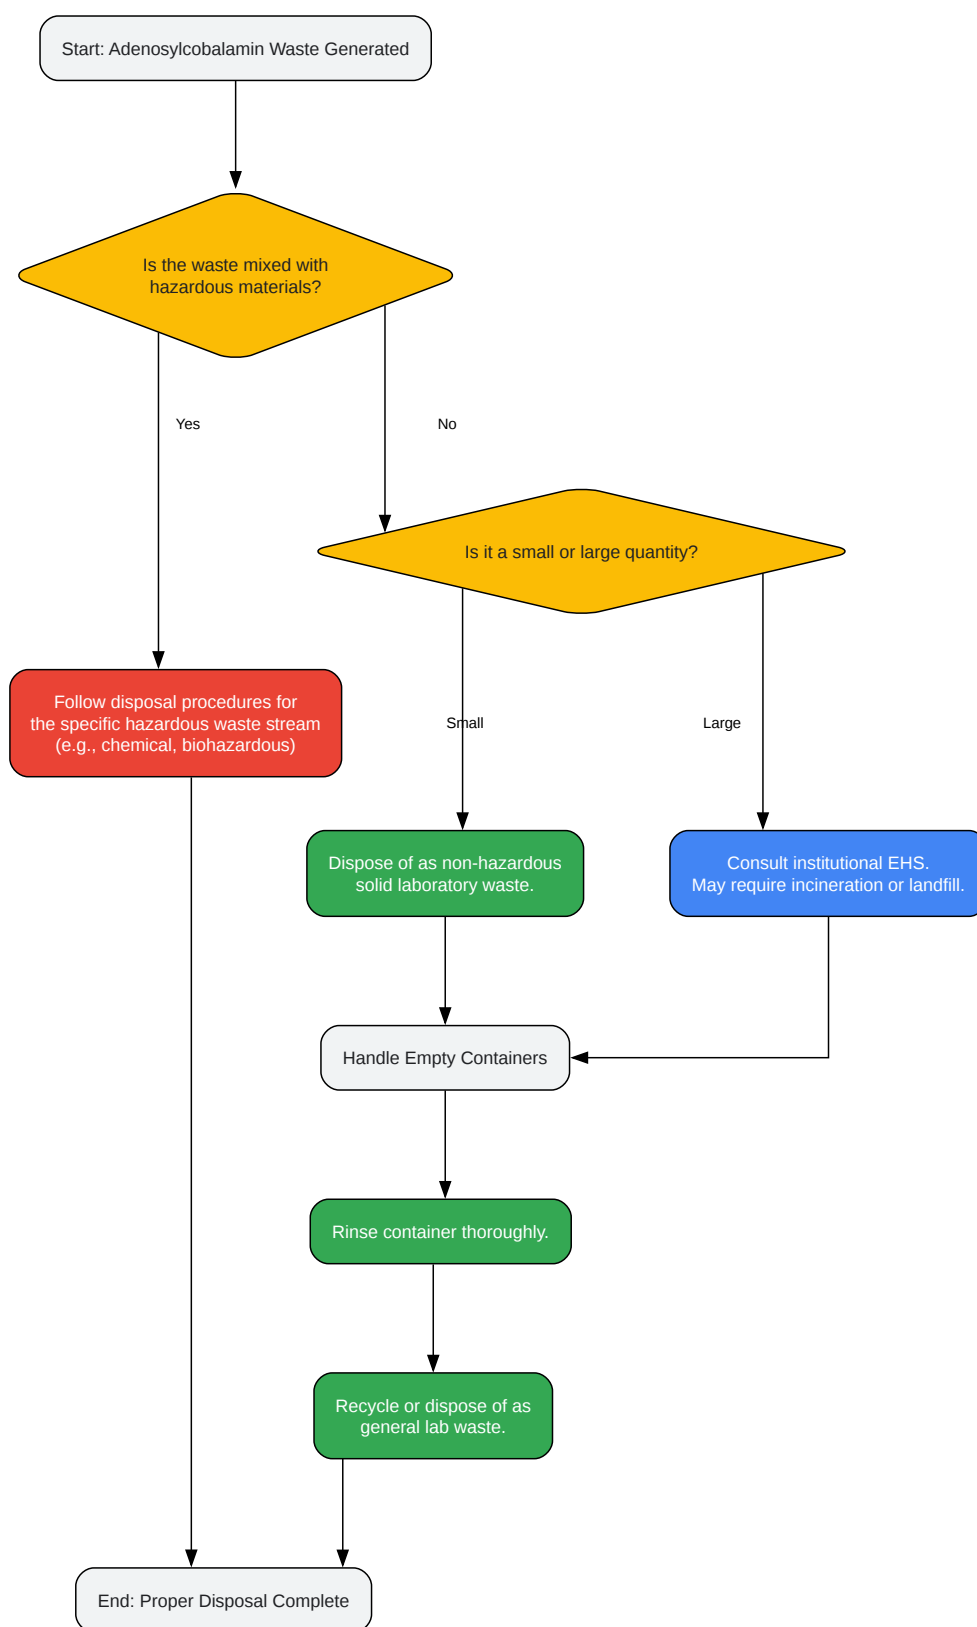 Start: Adenosylcobalamin Waste Generated
Is the waste mixed with
hazardous materials?
Yes
No
Is it a small or large quantity?
Follow disposal procedures for
the specific hazardous waste stream
(e.g., chemical, biohazardous)
Small
Large
Dispose of as non-hazardous
solid laboratory waste.
Consult institutional EHS.
May require incineration or landfill.
Handle Empty Containers
Rinse container thoroughly.
Recycle or dispose of as
general lab waste.
End: Proper Disposal Complete